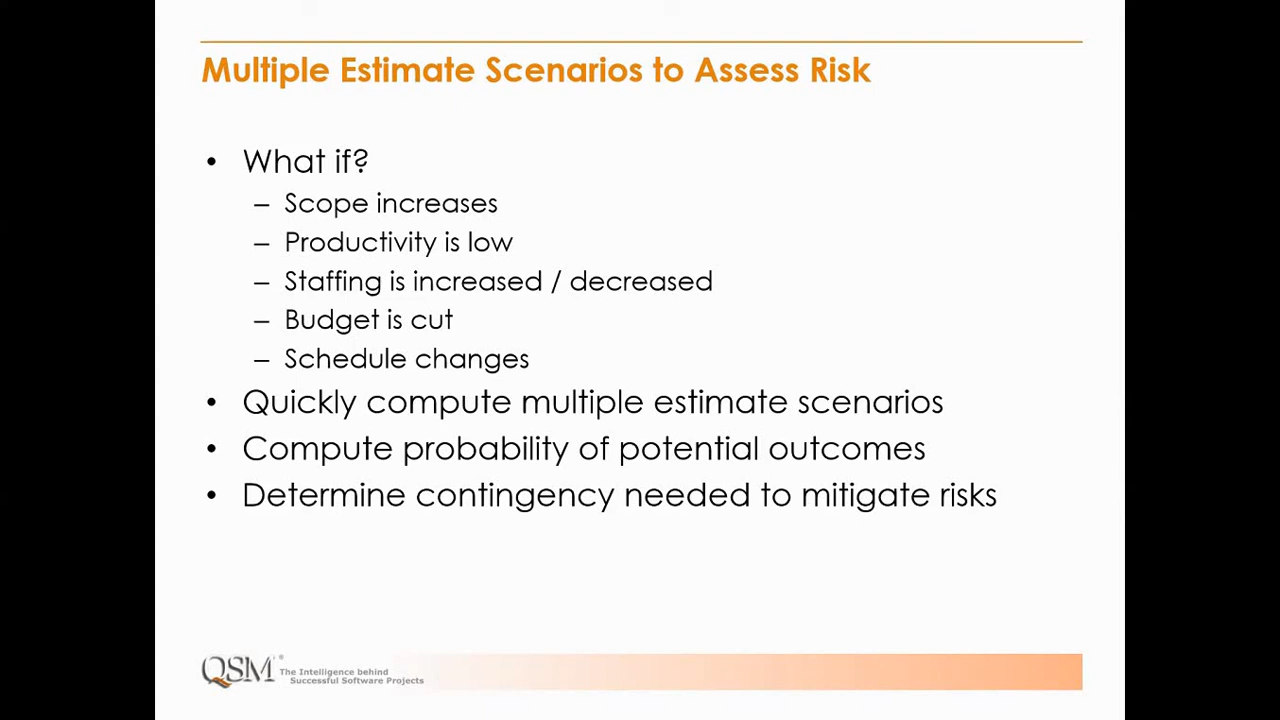 Multiple Estimate Scenarios to Assess Risk
• What if?
– Scope increases
– Productivity is low
– Staffing is increased / decreased
– Budget is cut
– Schedule changes
• Quickly compute multiple estimate scenarios
• Compute probability of potential outcomes
• Determine contingency needed to mitigate risks
QSM® The Intelligence behind
Successful Software Projects